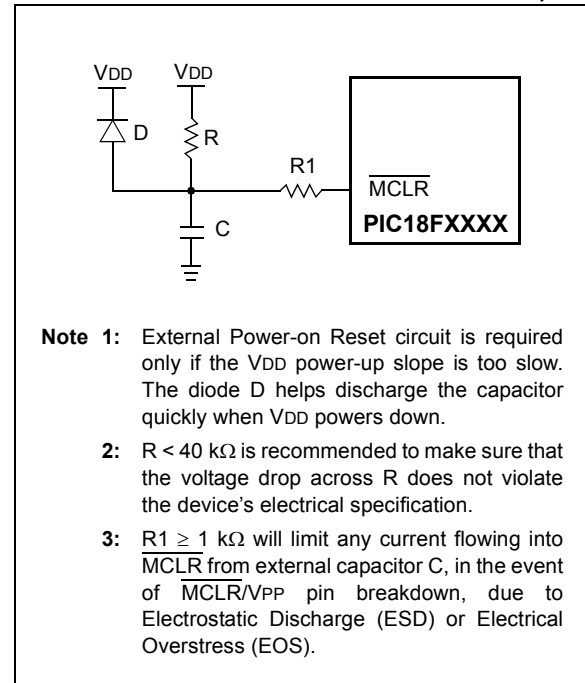 VDD VDD
D
R
R1
MCLR
PIC18FXXXX
C
Note 1: External Power-on Reset circuit is required
only if the VDD power-up slope is too slow.
The diode D helps discharge the capacitor
quickly when VDD powers down.
2: R < 40 kΩ is recommended to make sure that
the voltage drop across R does not violate
the device's electrical specification.
3: R1 ≥ 1 kΩ will limit any current flowing into
MCLR from external capacitor C, in the event
of MCLR/VPP pin breakdown, due to
Electrostatic Discharge (ESD) or Electrical
Overstress (EOS).